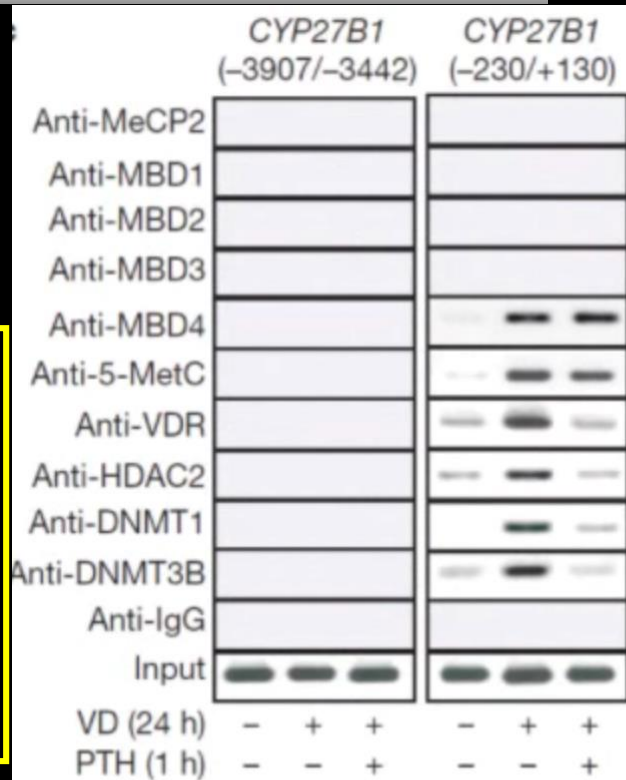 CYP27B1 CYP27B1
(–3907/–3442) (–230/+130)
Anti-MeCP2
Anti-MBD1
Anti-MBD2
Anti-MBD3
Anti-MBD4
Anti-5-MetC
Anti-VDR
Anti-HDAC2
Anti-DNMT1
Anti-DNMT3B
Anti-IgG
Input
VD (24 h) – + + – + +
PTH (1 h) – – + – – +